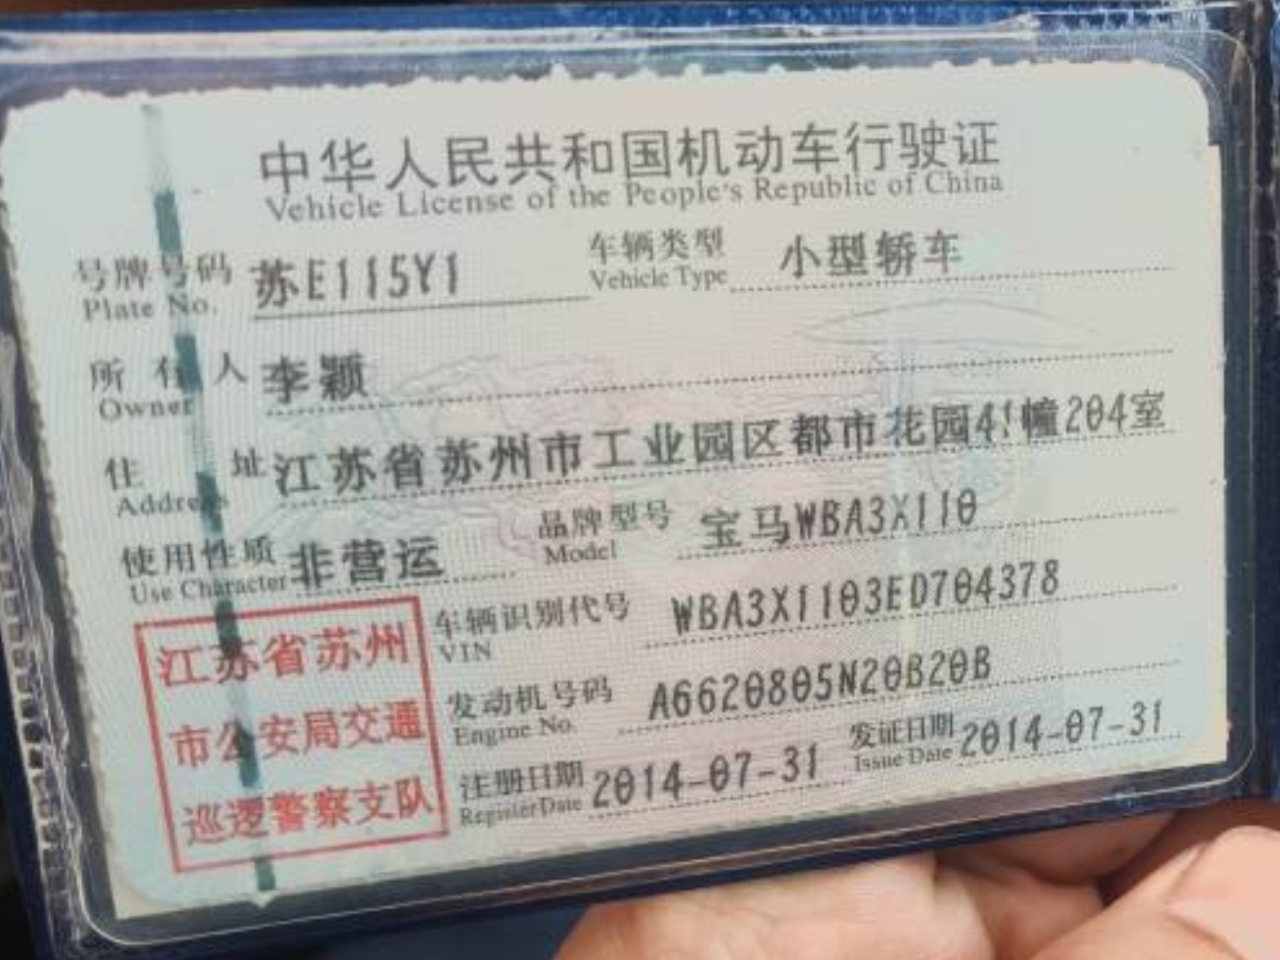 中华人民共和国机动车行驶证
Vehicle License of the People's Republic of China
号牌号码 苏E115Y1 车辆类型 小型轿车
Plate No. Vehicle Type
所有人 李颖
Owner
住址 江苏省苏州市工业园区都市花园41幢204室
Address
使用性质 非营运 品牌型号 宝马WBA3X110
Use Character Model
车辆识别代号 WBA3X1103ED704378
VIN
发动机号码 A6620805N20B20B
Engine No.
注册日期 2014-07-31 发证日期 2014-07-31
Register Date Issue Date
江苏省苏州
市公安局交通
巡逻警察支队